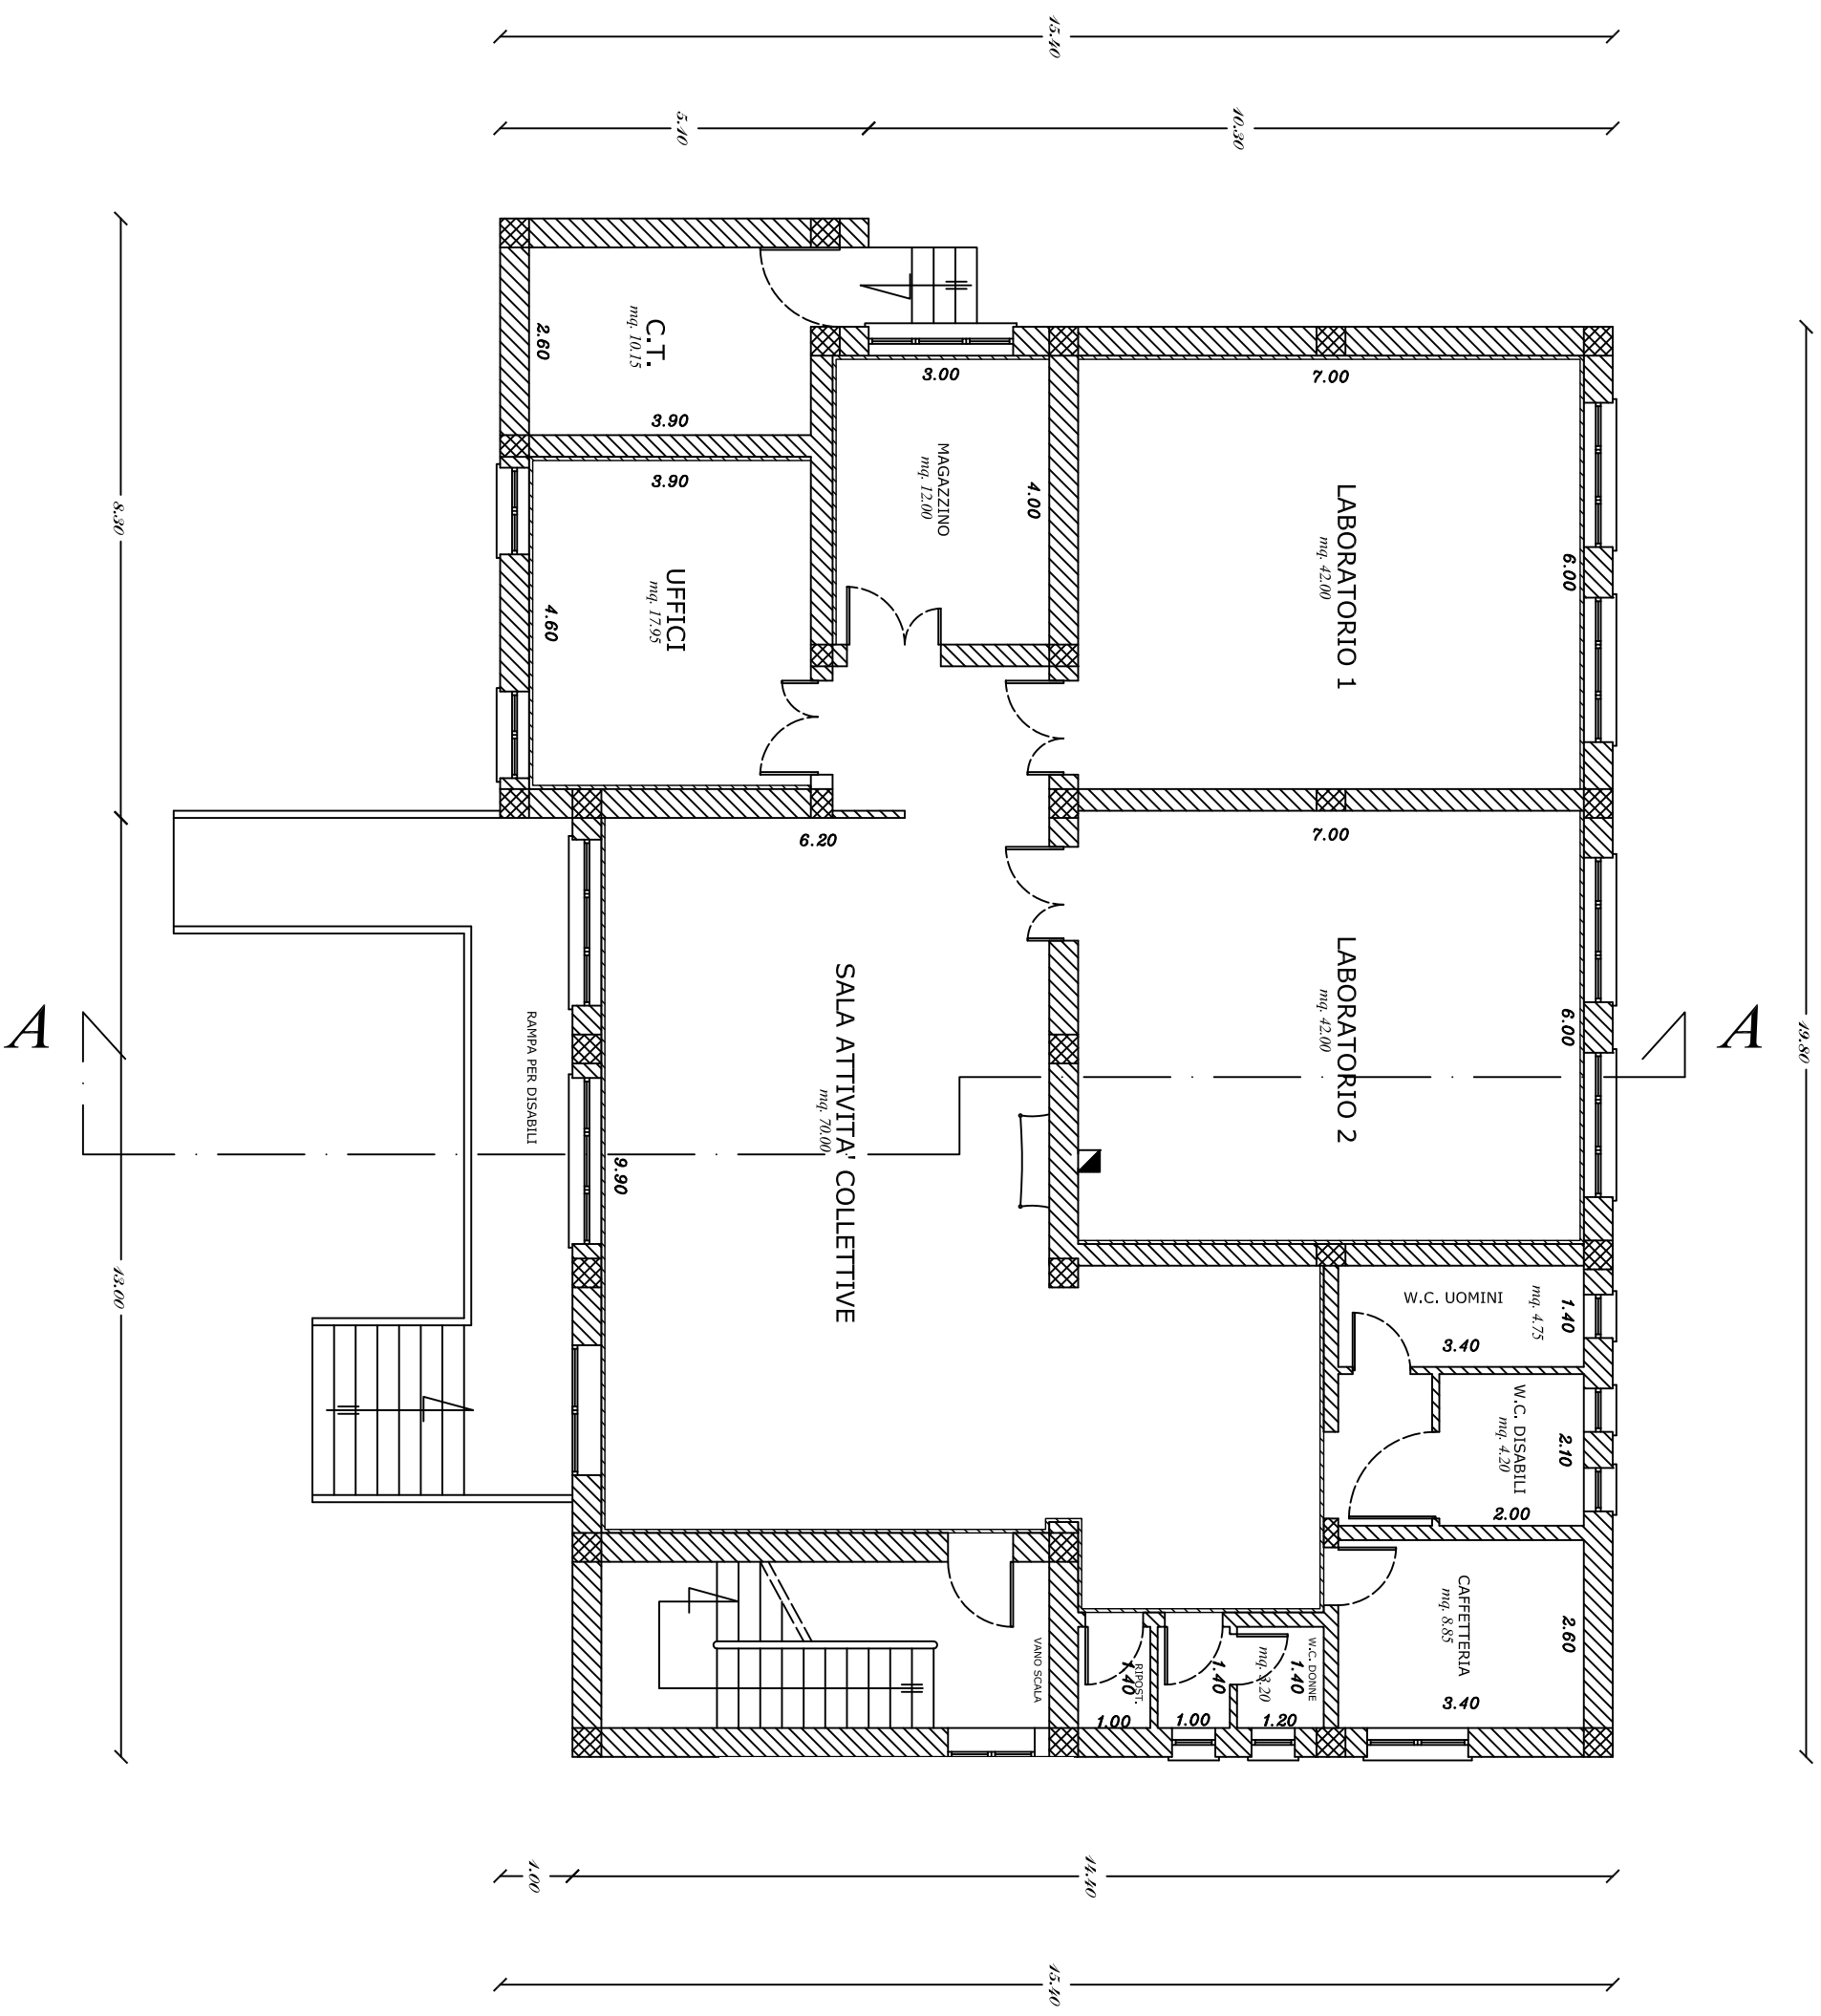 15.40
5.10
10.30
C.T.
mq. 10.15
2.60
3.90
3.00
7.00
MAGAZZINO
mq. 12.00
4.00
LABORATORIO 1
mq. 42.00
6.00
3.90
UFFICI
mq. 17.95
4.60
8.30
6.20
7.00
LABORATORIO 2
mq. 42.00
6.00
A
A
19.80
RAMPA PER DISABILI
SALA ATTIVITA' COLLETTIVE
mq. 70.00
9.90
13.00
W.C. UOMINI
mq. 4.75
1.40
3.40
W.C. DISABILI
mq. 4.20
2.10
2.00
CAFFETTERIA
mq. 8.85
2.60
3.40
VANO SCALA
RIPOST.
1.40
1.00
1.40
1.00
W.C. DONNE
mq. 3.20
1.40
1.20
1.00
14.40
15.40